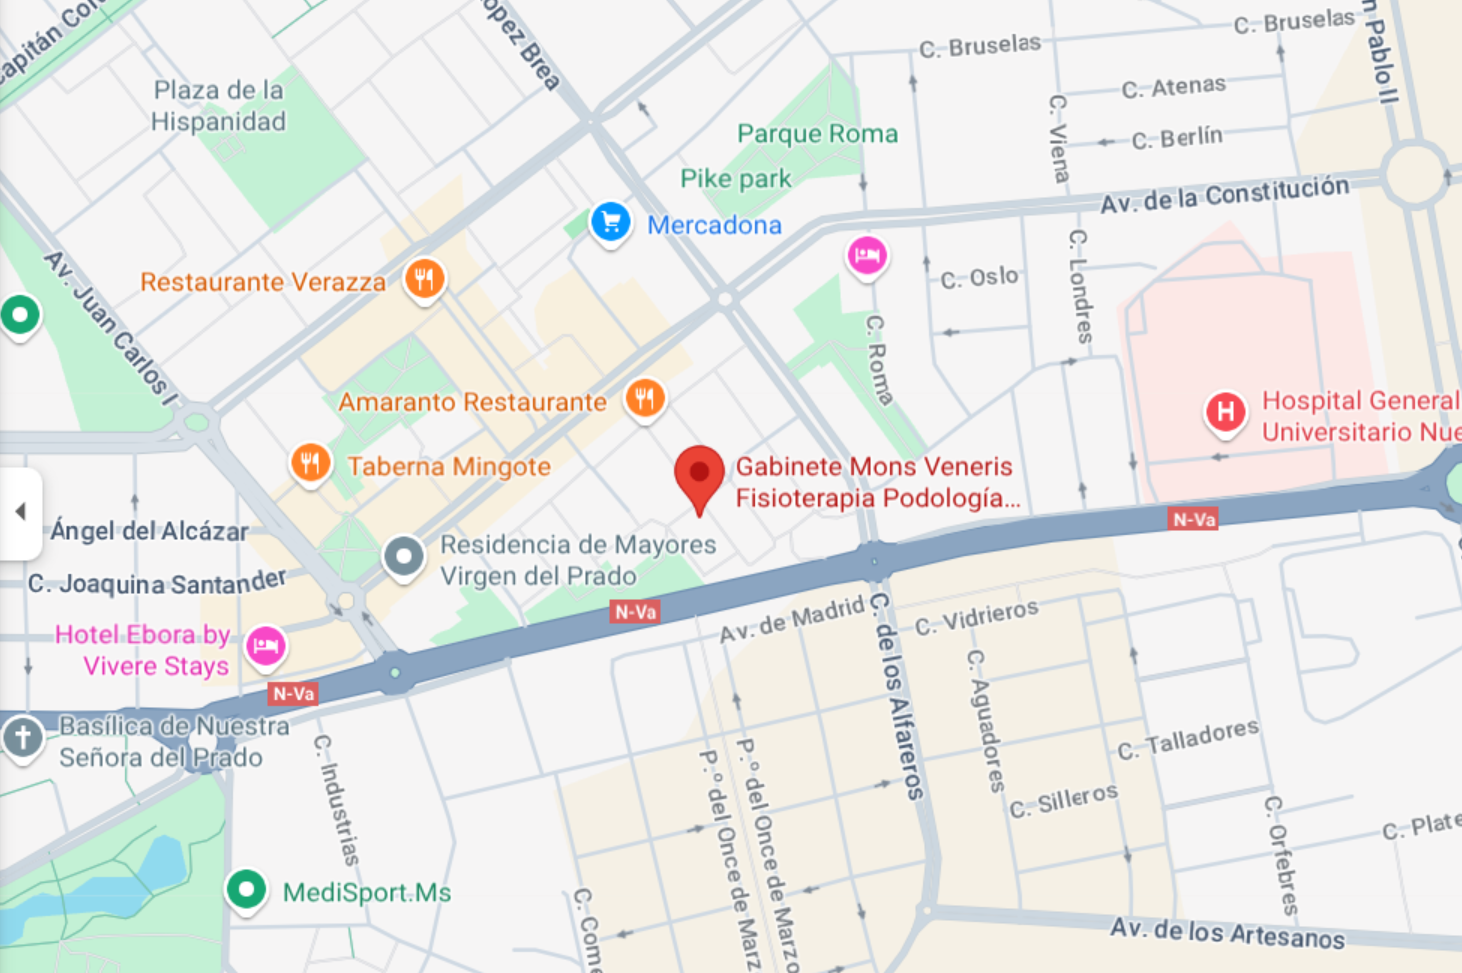 Capitán Co
ópez Brea
C. Bruselas
C. Bruselas
n Pablo II
Plaza de la
Hispanidad
C. Atenas
C. Viena
Parque Roma
C. Berlín
Pike park
Av. de la Constitución
Mercadona
Av. Juan Carlos I
Restaurante Verazza
C. Oslo
C. Londres
C. Roma
Amaranto Restaurante
Hospital General
Universitario Nue
H
Taberna Mingote
Gabinete Mons Veneris
Fisioterapia Podología...
N-Va
Ángel del Alcázar
Residencia de Mayores
Virgen del Prado
C. Joaquina Santander
N-Va
Av. de Madrid
C. Vidrieros
Hotel Ebora by
Vivere Stays
N-Va
C. de los Alfareros
C. Aguadores
Basílica de Nuestra
Señora del Prado
C. Industrias
C. Talladores
P.º del Once de Marz
P.º del Once de Marzo
C. Silleros
C. Orfebres
C. Plate
MediSport.Ms
C. Come
Av. de los Artesanos